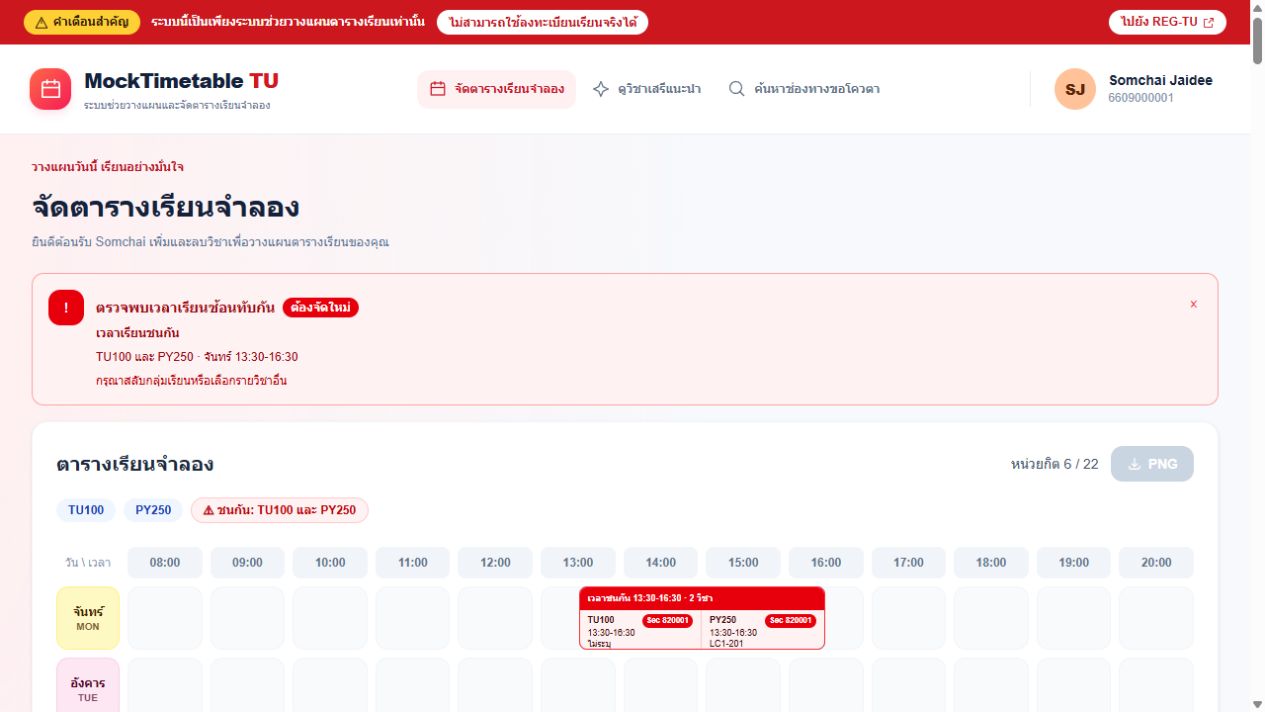 คำเตือนสำคัญ ระบบนี้เป็นเพียงระบบช่วยวางแผนตารางเรียนเท่านั้น ไม่สามารถใช้ลงทะเบียนเรียนจริงได้ ไปยัง REG-TU
MockTimetable TU
ระบบช่วยวางแผนและจัดตารางเรียนจำลอง
จัดตารางเรียนจำลอง ดูวิชาเสรีแนะนำ ค้นหาช่องทางขอโควตา
SJ Somchai Jaidee
6609000001
วางแผนวันนี้ เรียนอย่างมั่นใจ
จัดตารางเรียนจำลอง
ยินดีต้อนรับ Somchai เพิ่มและลบวิชาเพื่อวางแผนตารางเรียนของคุณ
! ตรวจพบเวลาเรียนซ้อนทับกัน ต้องจัดใหม่ x
เวลาเรียนชนกัน
TU100 และ PY250 · จันทร์ 13:30-16:30
กรุณาสลับกลุ่มเรียนหรือเลือกรายวิชาอื่น
ตารางเรียนจำลอง หน่วยกิต 6 / 22 PNG
TU100 PY250 ชนกัน: TU100 และ PY250
วัน \ เวลา 08:00 09:00 10:00 11:00 12:00 13:00 14:00 15:00 16:00 17:00 18:00 19:00 20:00
จันทร์
MON
เวลาชนกัน 13:30-16:30 · 2 วิชา
TU100 Sec 820001
13:30-16:30
ไม่ระบุ
PY250 Sec 820001
13:30-16:30
LC1-201
อังคาร
TUE